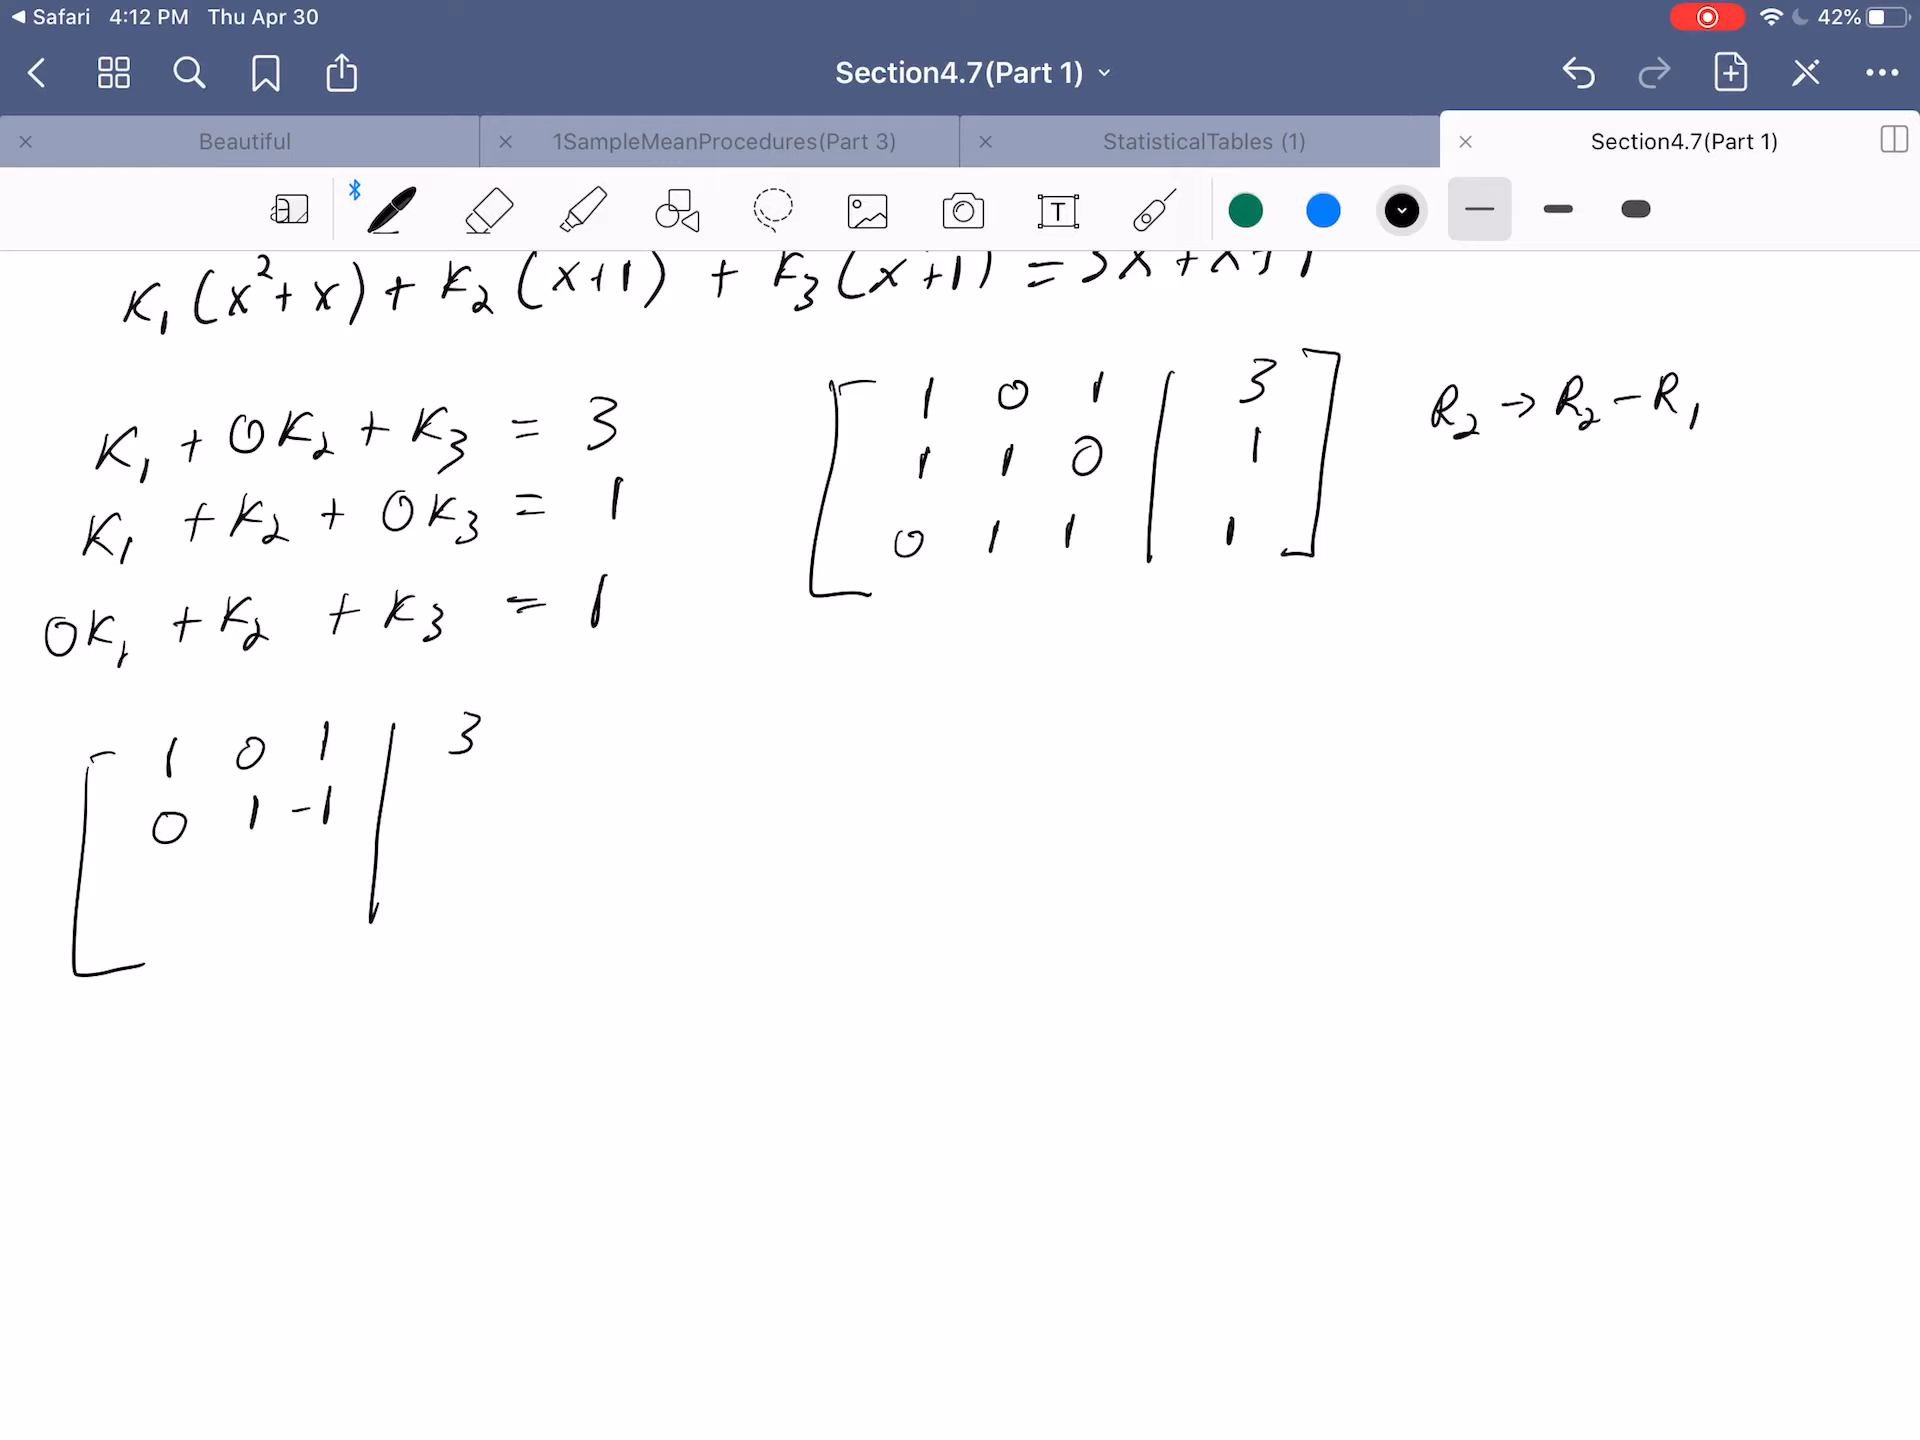 Safari 4:12 PM Thu Apr 30 42%
Section4.7(Part 1)
Beautiful 1SampleMeanProcedures(Part 3) StatisticalTables (1) Section4.7(Part 1)
a T
K₁(x²+x)+K₂(x+1) + K₃(x+1) = 3x+x+1
K₁ + 0K₂ + K₃ = 3
K₁ + K₂ + 0K₃ = 1
0K₁ + K₂ + K₃ = 1
1 0 1 | 3
1 1 0 | 1
0 1 1 | 1
R₂ → R₂ - R₁
1 0 1 | 3
0 1 -1 |